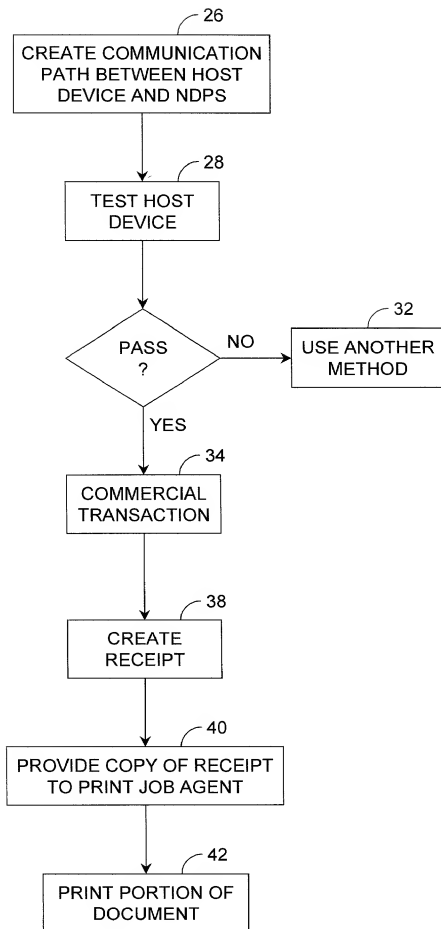 26
CREATE COMMUNICATION
PATH BETWEEN HOST
DEVICE AND NDPS
28
TEST HOST
DEVICE
PASS
?
NO
32
USE ANOTHER
METHOD
YES
34
COMMERCIAL
TRANSACTION
38
CREATE
RECEIPT
40
PROVIDE COPY OF RECEIPT
TO PRINT JOB AGENT
42
PRINT PORTION OF
DOCUMENT